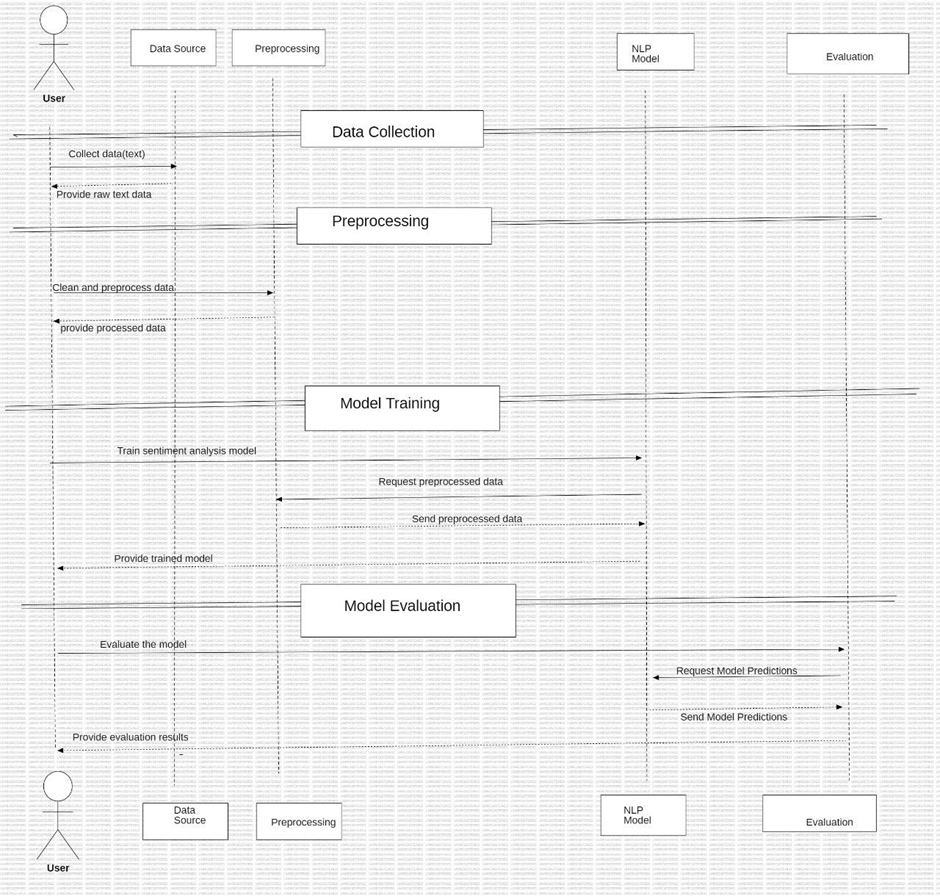 User
Data Source
Preprocessing
NLP
Model
Evaluation
Data Collection
Collect data(text)
Provide raw text data
Preprocessing
Clean and preprocess data
provide processed data
Model Training
Train sentiment analysis model
Request preprocessed data
Send preprocessed data
Provide trained model
Model Evaluation
Evaluate the model
Request Model Predictions
Send Model Predictions
Provide evaluation results
User
Data
Source
Preprocessing
NLP
Model
Evaluation